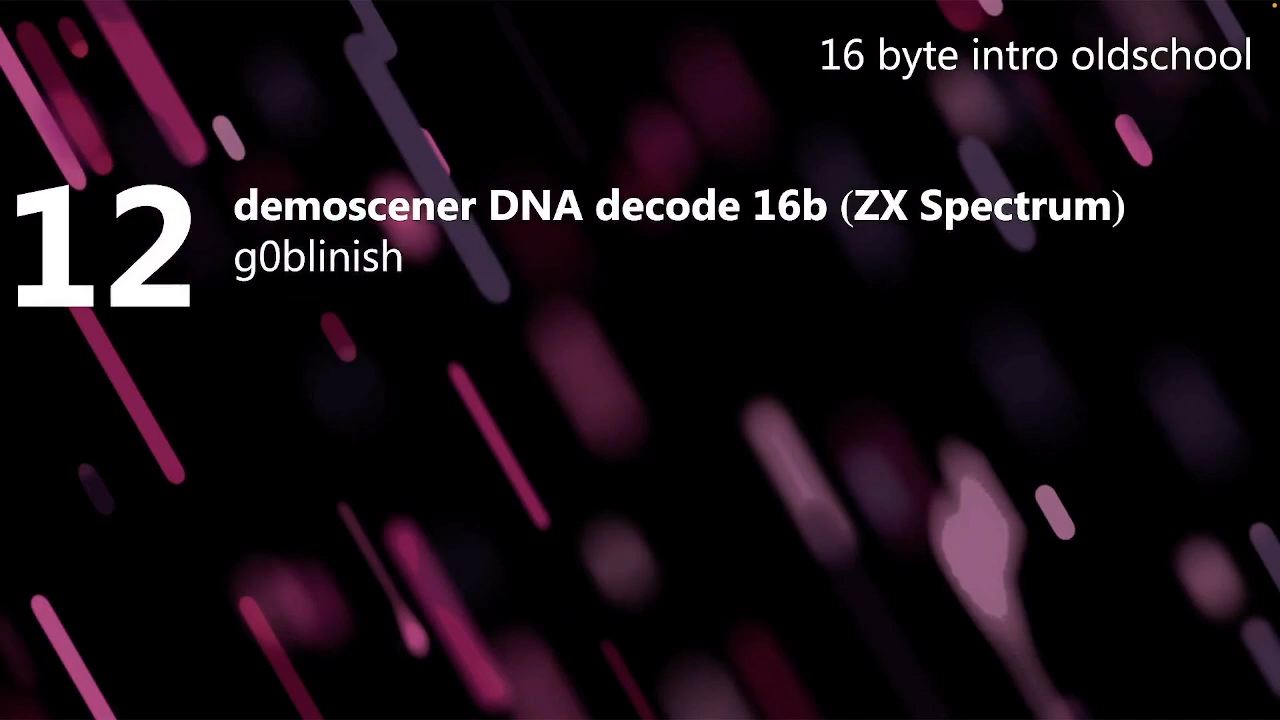 16 byte intro oldschool
12
demoscener DNA decode 16b (ZX Spectrum)
g0blinish